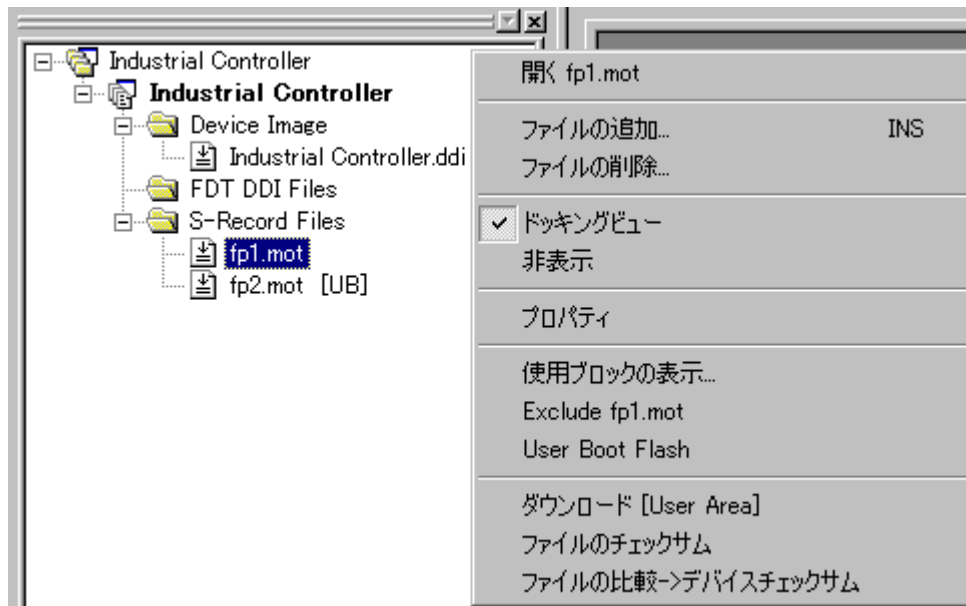 Industrial Controller
Industrial Controller
Device Image
Industrial Controller.ddi
FDT DDI Files
S-Record Files
fp1.mot
fp2.mot [UB]
開く fp1.mot
ファイルの追加... INS
ファイルの削除...
ドッキングビュー
非表示
プロパティ
使用ブロックの表示...
Exclude fp1.mot
User Boot Flash
ダウンロード [User Area]
ファイルのチェックサム
ファイルの比較->デバイスチェックサム